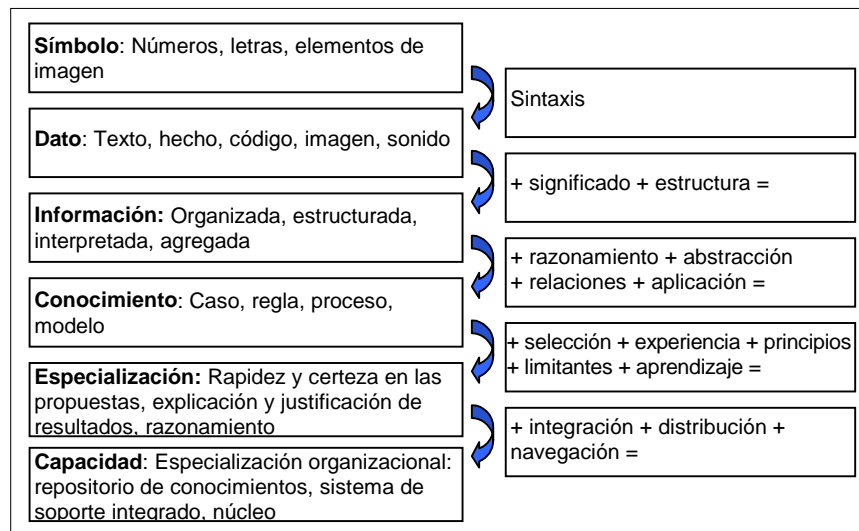 Símbolo: Números, letras, elementos de
imagen
Sintaxis
Dato: Texto, hecho, código, imagen, sonido
+ significado + estructura =
Información: Organizada, estructurada,
interpretada, agregada
+ razonamiento + abstracción
+ relaciones + aplicación =
Conocimiento: Caso, regla, proceso,
modelo
+ selección + experiencia + principios
+ limitantes + aprendizaje =
Especialización: Rapidez y certeza en las
propuestas, explicación y justificación de
resultados, razonamiento
+ integración + distribución +
navegación =
Capacidad: Especialización organizacional:
repositorio de conocimientos, sistema de
soporte integrado, núcleo